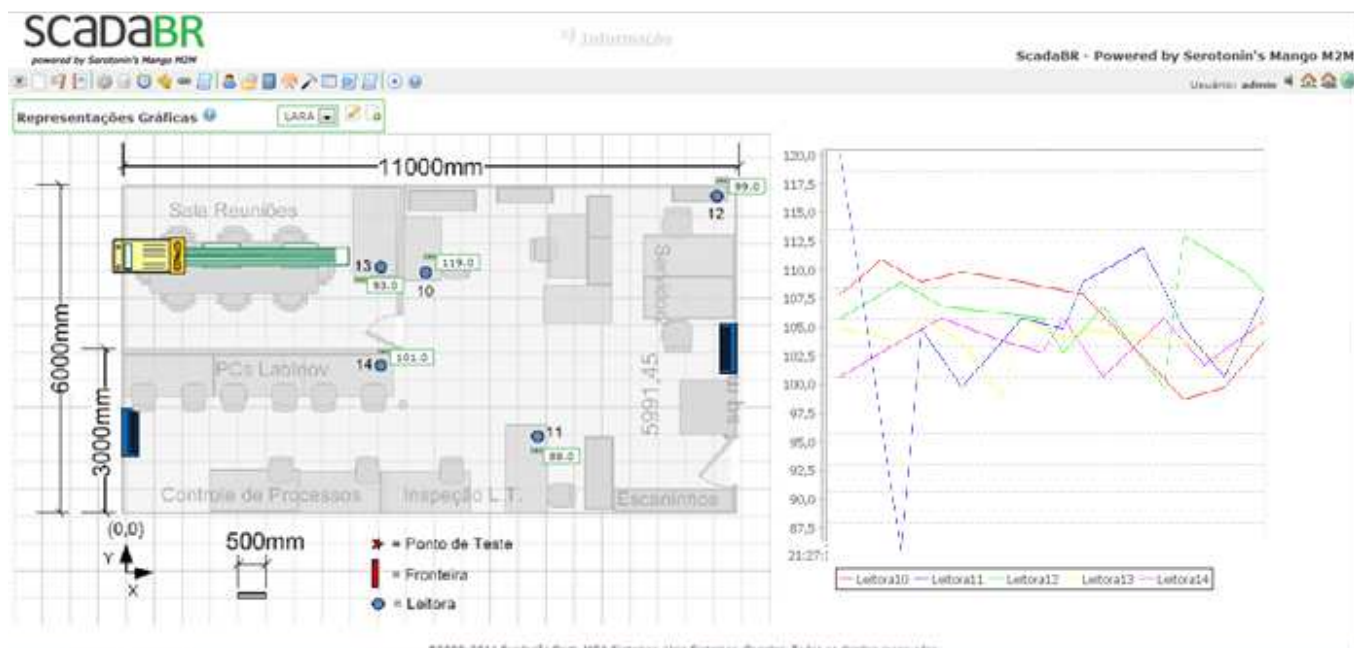 SCADABR
powered by Serotonin's Mango M2M
Informação
ScadaBR - Powered by Serotonin's Mango M2M
Usuário: admin
Representações Gráficas
LARA
11000mm
6000mm
3000mm
Sala Reuniões
13
93.0
119.0
10
99.0
12
Servidor
101.0
14
PCs Labinov
5991,45
11
88.0
Controle de Processos
Inspeção L.T.
Escaninhos
(0,0)
Y
X
500mm
= Ponto de Teste
= Fronteira
= Leitora
120,0
117,5
115,0
112,5
110,0
107,5
105,0
102,5
100,0
97,5
95,0
92,5
90,0
87,5
21:27:
Leitora10
Leitora11
Leitora12
Leitora13
Leitora14